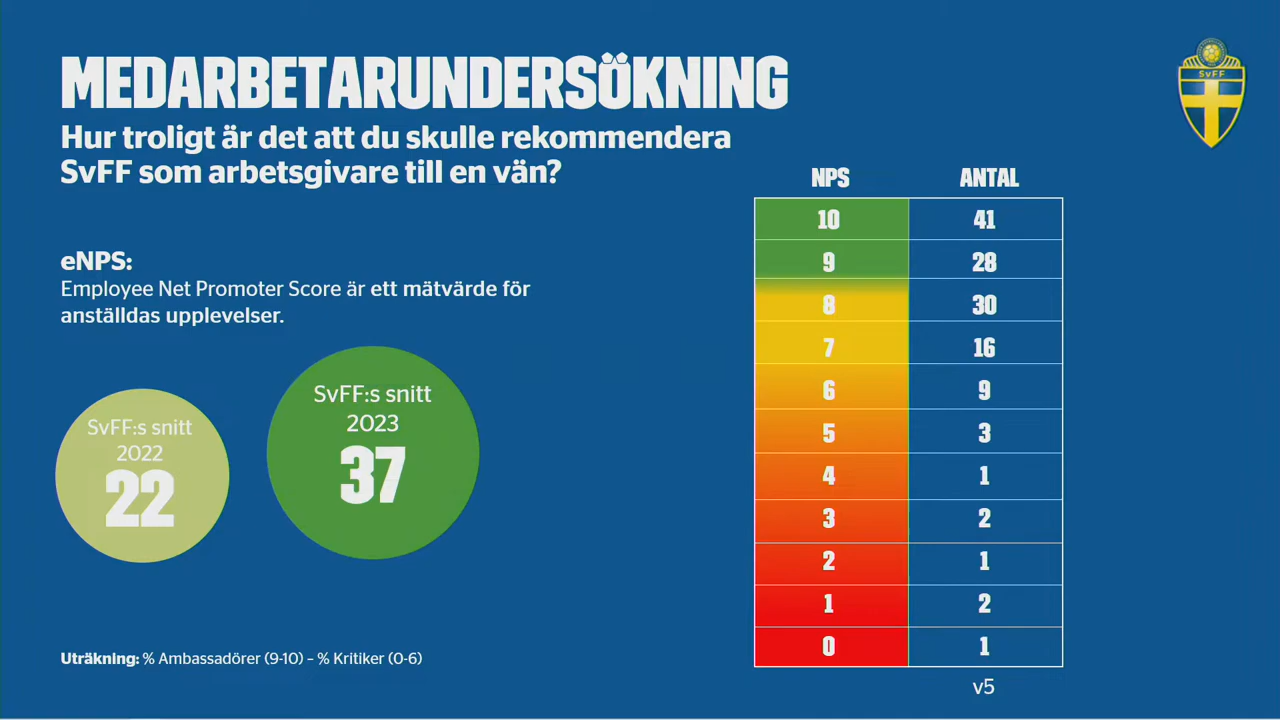 MEDARBETARUNDERSÖKNING
Hur troligt är det att du skulle rekommendera
SvFF som arbetsgivare till en vän?
SvFF
eNPS:
Employee Net Promoter Score är ett mätvärde för
anställdas upplevelser.
SvFF:s snitt
2022
22
SvFF:s snitt
2023
37
Uträkning: % Ambassadörer (9-10) – % Kritiker (0-6)
NPS ANTAL
10 41
9 28
8 30
7 16
6 9
5 3
4 1
3 2
2 1
1 2
0 1
v5